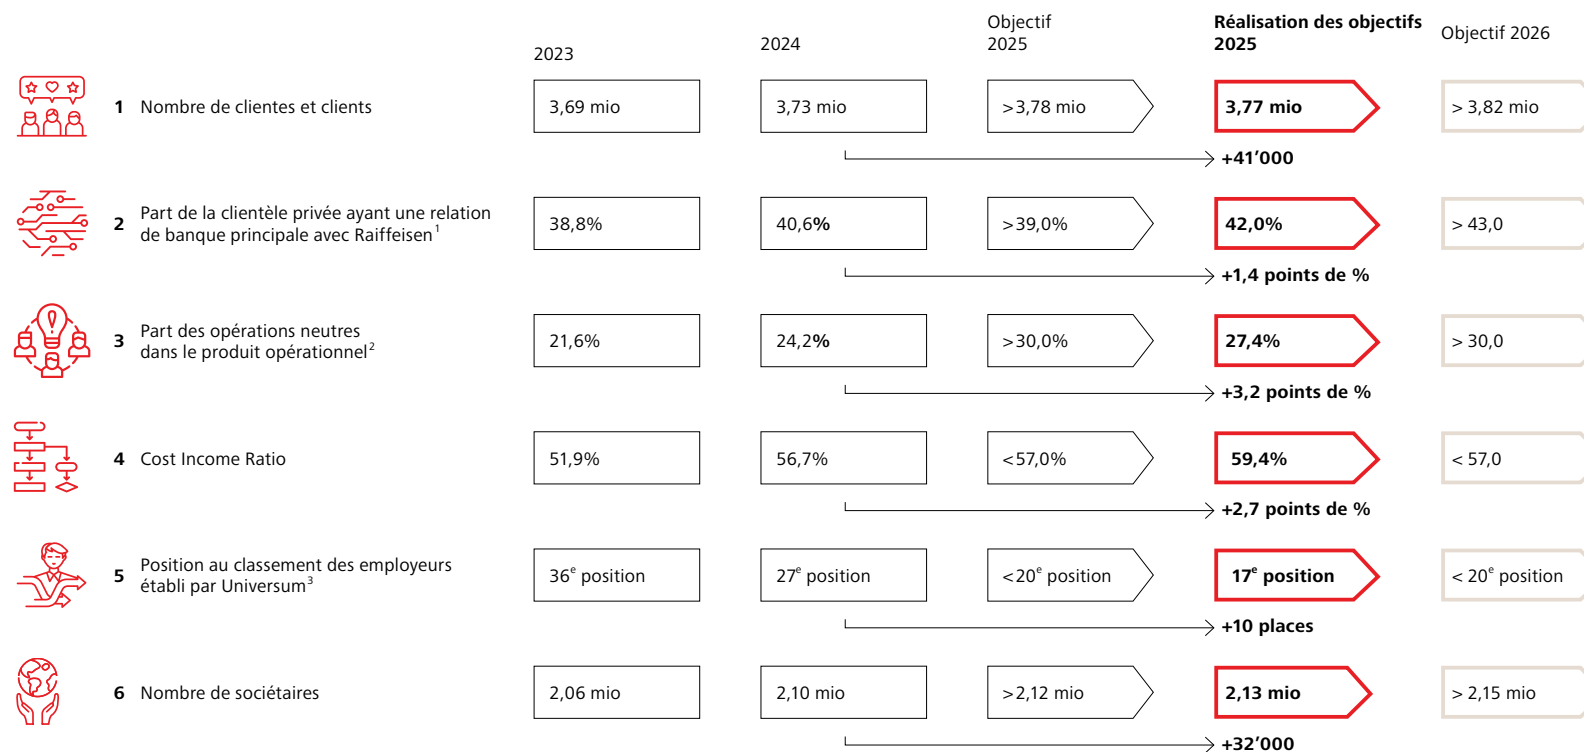 2023
2024
Objectif
2025
Réalisation des objectifs
2025
Objectif 2026
1 Nombre de clientes et clients
3,69 mio
3,73 mio
>3,78 mio
3,77 mio
> 3,82 mio
+41’000
2 Part de la clientèle privée ayant une relation
de banque principale avec Raiffeisen¹
38,8%
40,6%
>39,0%
42,0%
> 43,0
+1,4 points de %
3 Part des opérations neutres
dans le produit opérationnel²
21,6%
24,2%
>30,0%
27,4%
> 30,0
+3,2 points de %
4 Cost Income Ratio
51,9%
56,7%
<57,0%
59,4%
< 57,0
+2,7 points de %
5 Position au classement des employeurs
établi par Universum³
36ᵉ position
27ᵉ position
<20ᵉ position
17ᵉ position
< 20ᵉ position
+10 places
6 Nombre de sociétaires
2,06 mio
2,10 mio
>2,12 mio
2,13 mio
> 2,15 mio
+32’000